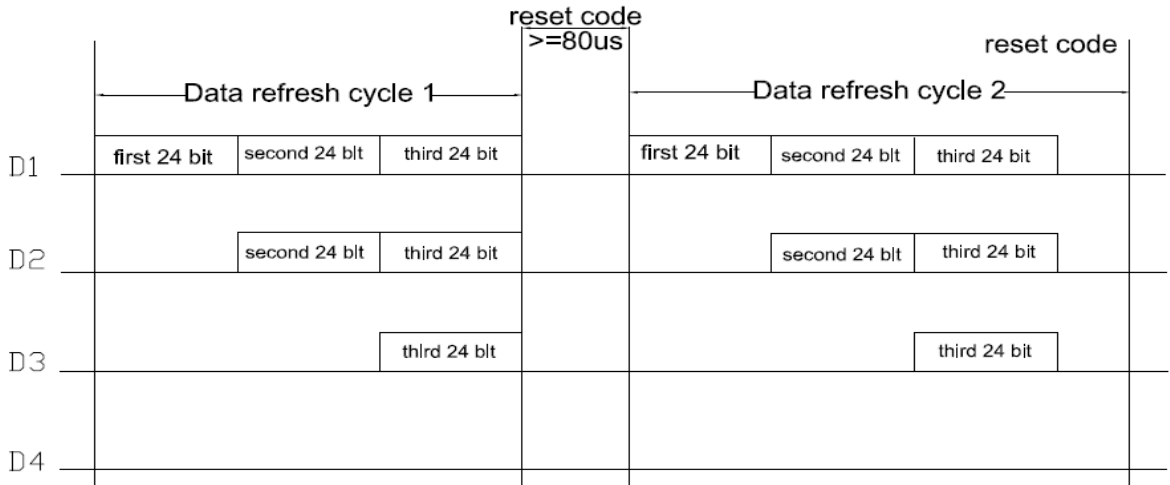 reset code
>=80us
reset code
Data refresh cycle 1
Data refresh cycle 2
D1 first 24 bit second 24 blt third 24 bit first 24 bit second 24 blt third 24 bit
D2 second 24 blt thlrd 24 bit second 24 blt third 24 bit
D3 thlrd 24 blt third 24 bit
D4